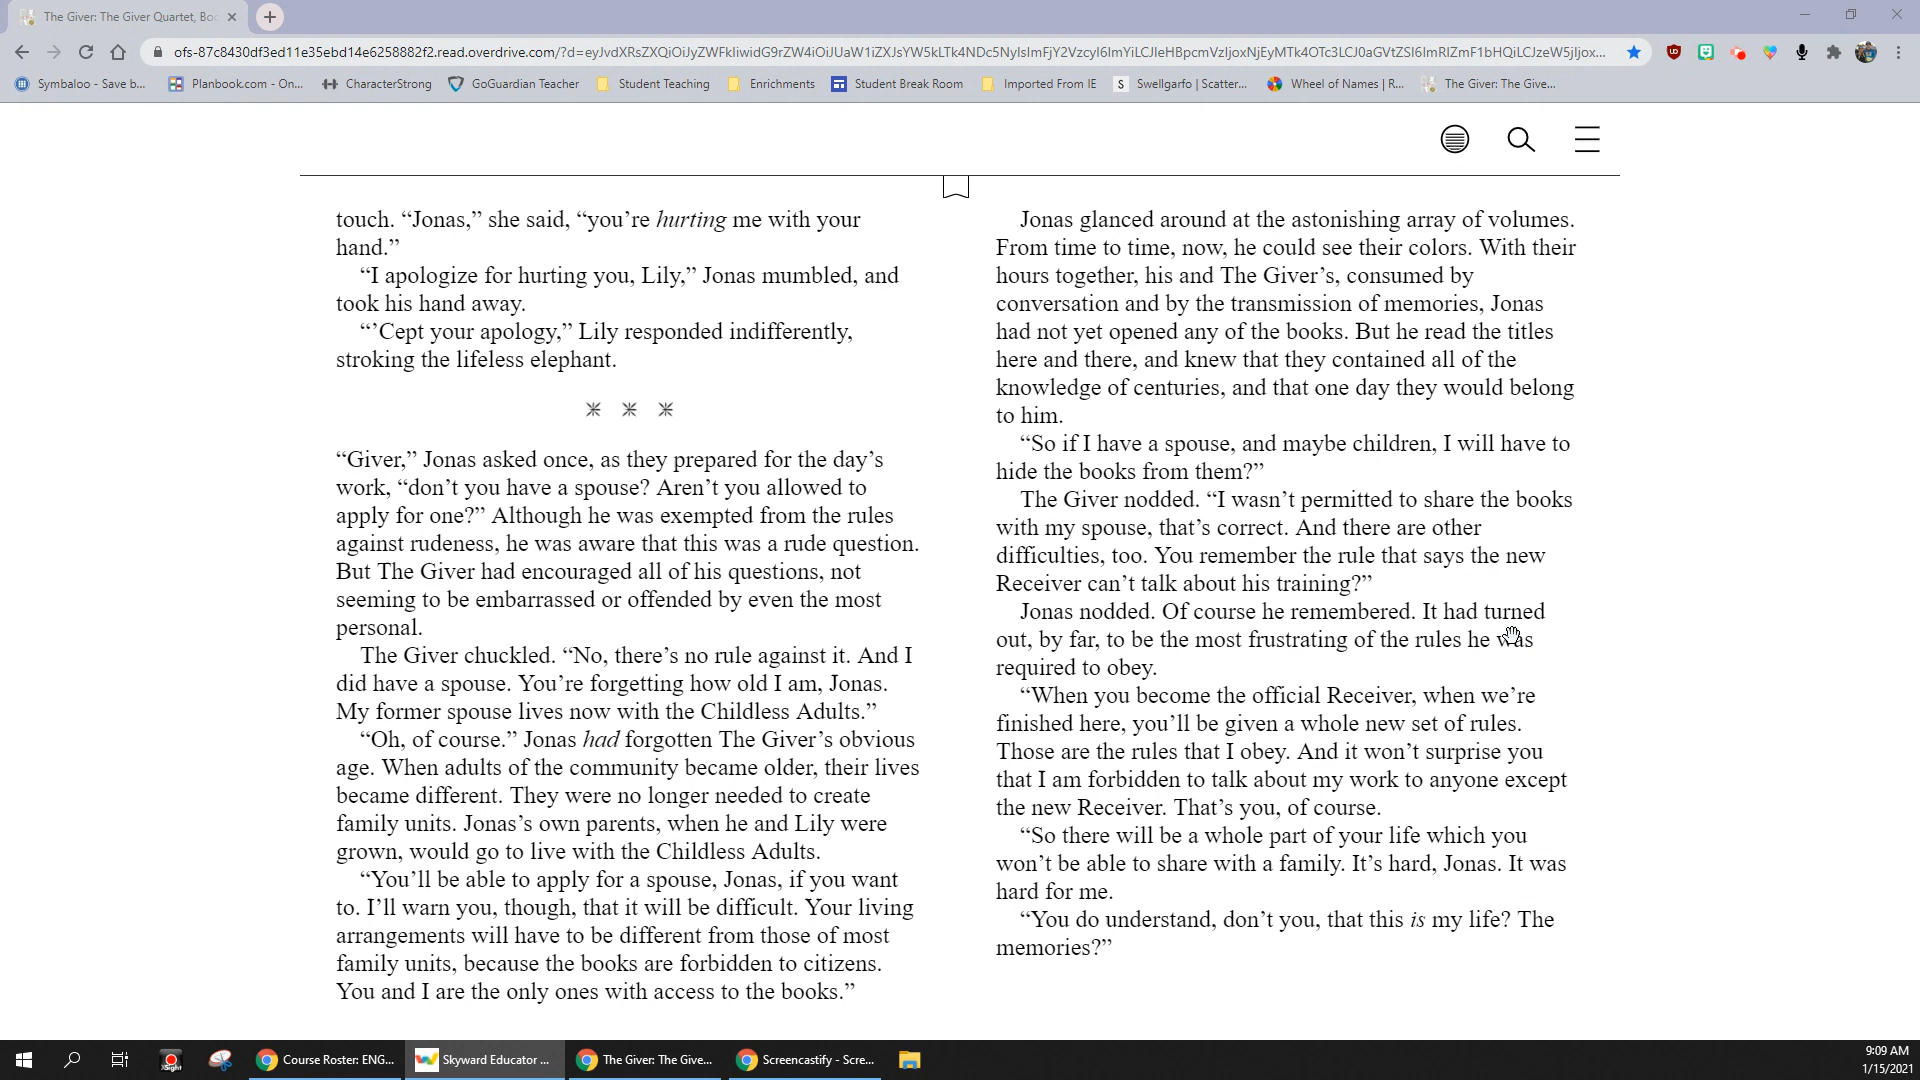 The Giver: The Giver Quartet, Boo
ofs-87c8430df3ed11e35ebd14e6258882f2.read.overdrive.com/?d=
Symbaloo - Save b...
Planbook.com - On...
CharacterStrong
GoGuardian Teacher
Student Teaching
Enrichments
Student Break Room
Imported From IE
Swellgarfo | Scatter...
Wheel of Names | R...
The Giver: The Give...
touch. “Jonas,” she said, “you’re hurting me with your
hand.”
“I apologize for hurting you, Lily,” Jonas mumbled, and
took his hand away.
“’Cept your apology,” Lily responded indifferently,
stroking the lifeless elephant.
“Giver,” Jonas asked once, as they prepared for the day’s
work, “don’t you have a spouse? Aren’t you allowed to
apply for one?” Although he was exempted from the rules
against rudeness, he was aware that this was a rude question.
But The Giver had encouraged all of his questions, not
seeming to be embarrassed or offended by even the most
personal.
The Giver chuckled. “No, there’s no rule against it. And I
did have a spouse. You’re forgetting how old I am, Jonas.
My former spouse lives now with the Childless Adults.”
“Oh, of course.” Jonas had forgotten The Giver’s obvious
age. When adults of the community became older, their lives
became different. They were no longer needed to create
family units. Jonas’s own parents, when he and Lily were
grown, would go to live with the Childless Adults.
“You’ll be able to apply for a spouse, Jonas, if you want
to. I’ll warn you, though, that it will be difficult. Your living
arrangements will have to be different from those of most
family units, because the books are forbidden to citizens.
You and I are the only ones with access to the books.”
Jonas glanced around at the astonishing array of volumes.
From time to time, now, he could see their colors. With their
hours together, his and The Giver’s, consumed by
conversation and by the transmission of memories, Jonas
had not yet opened any of the books. But he read the titles
here and there, and knew that they contained all of the
knowledge of centuries, and that one day they would belong
to him.
“So if I have a spouse, and maybe children, I will have to
hide the books from them?”
The Giver nodded. “I wasn’t permitted to share the books
with my spouse, that’s correct. And there are other
difficulties, too. You remember the rule that says the new
Receiver can’t talk about his training?”
Jonas nodded. Of course he remembered. It had turned
out, by far, to be the most frustrating of the rules he was
required to obey.
“When you become the official Receiver, when we’re
finished here, you’ll be given a whole new set of rules.
Those are the rules that I obey. And it won’t surprise you
that I am forbidden to talk about my work to anyone except
the new Receiver. That’s you, of course.
“So there will be a whole part of your life which you
won’t be able to share with a family. It’s hard, Jonas. It was
hard for me.
“You do understand, don’t you, that this is my life? The
memories?”
Course Roster: ENG...
Skyward Educator ...
The Giver: The Give...
Screencastify - Scre...
9:09 AM
1/15/2021